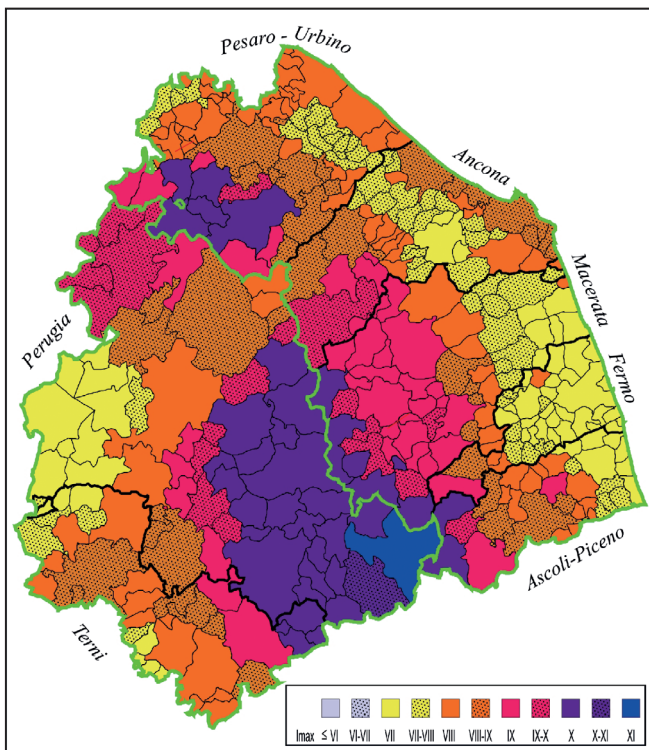 Pesaro - Urbino
Ancona
Macerata
Fermo
Perugia
Ascoli-Piceno
Terni
Imax ≤ VI VI-VII VII VII-VIII VIII VIII-IX IX IX-X X X-XI XI